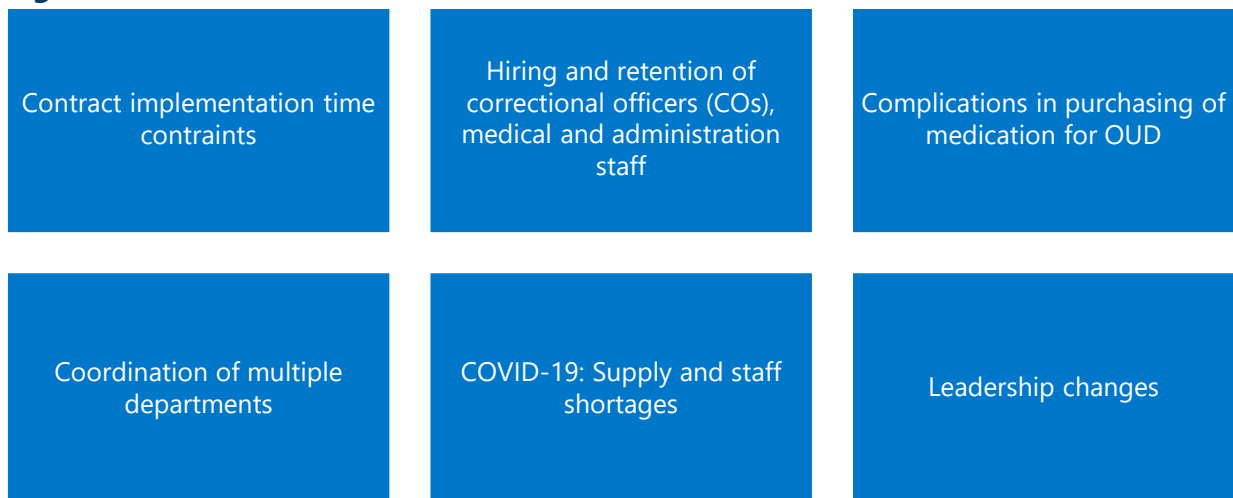 Contract implementation time
contraints
Hiring and retention of
correctional officers (COs),
medical and administration
staff
Complications in purchasing of
medication for OUD
Coordination of multiple
departments
COVID-19: Supply and staff
shortages
Leadership changes